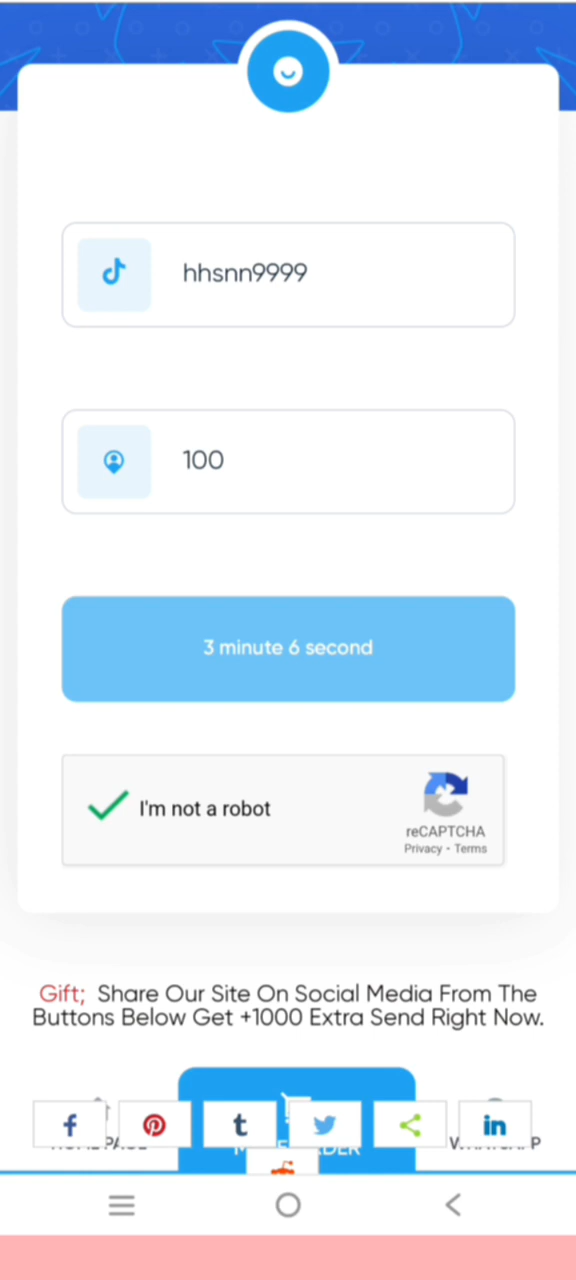 hhsnn9999
100
3 minute 6 second
I'm not a robot
reCAPTCHA
Privacy - Terms
Gift; Share Our Site On Social Media From The
Buttons Below Get +1000 Extra Send Right Now.